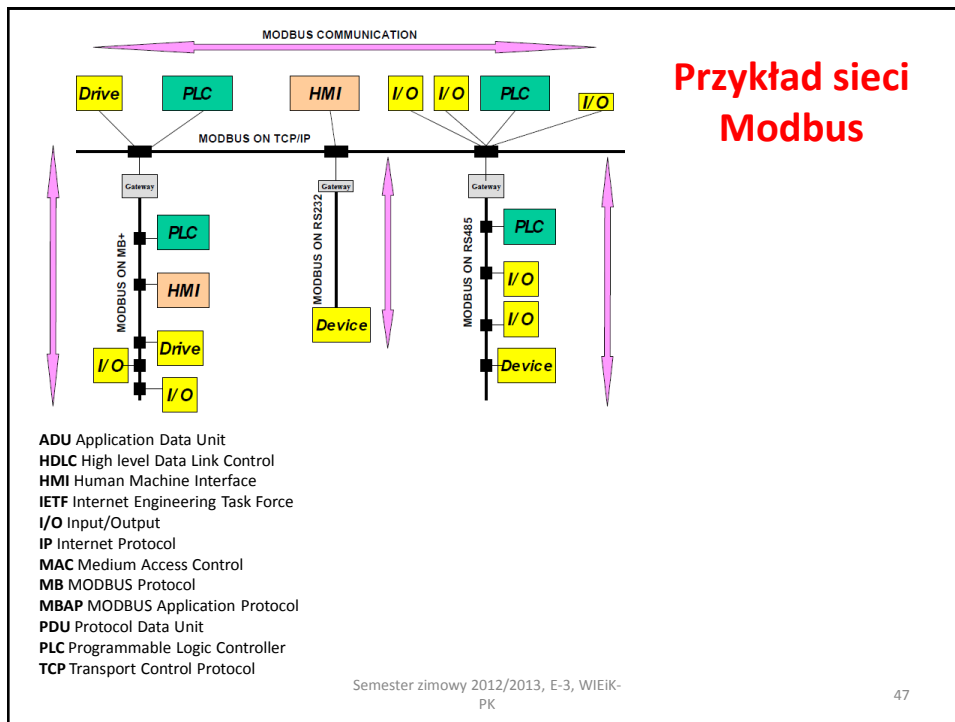 MODBUS COMMUNICATION
Przykład sieci
Modbus
Drive
PLC
HMI
I/O
I/O
PLC
I/O
MODBUS ON TCP/IP
Gateway
Gateway
Gateway
MODBUS ON MB+
PLC
HMI
Drive
I/O
I/O
MODBUS ON RS232
Device
MODBUS ON RS485
PLC
I/O
I/O
Device
ADU Application Data Unit
HDLC High level Data Link Control
HMI Human Machine Interface
IETF Internet Engineering Task Force
I/O Input/Output
IP Internet Protocol
MAC Medium Access Control
MB MODBUS Protocol
MBAP MODBUS Application Protocol
PDU Protocol Data Unit
PLC Programmable Logic Controller
TCP Transport Control Protocol
Semester zimowy 2012/2013, E-3, WIEiK-
PK
47